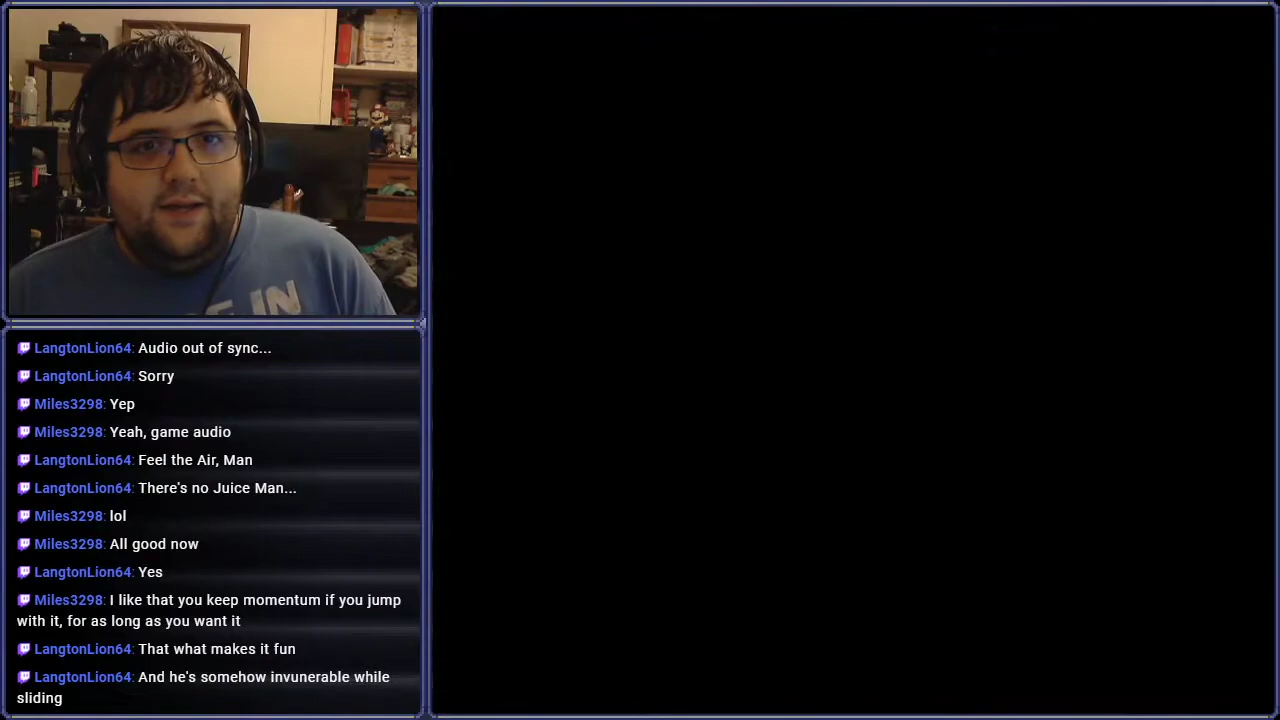 E IN
LangtonLion64: Audio out of sync...
LangtonLion64: Sorry
Miles3298: Yep
Miles3298: Yeah, game audio
LangtonLion64: Feel the Air, Man
LangtonLion64: There's no Juice Man...
Miles3298: lol
Miles3298: All good now
LangtonLion64: Yes
Miles3298: I like that you keep momentum if you jump
with it, for as long as you want it
LangtonLion64: That what makes it fun
LangtonLion64: And he's somehow invunerable while
sliding